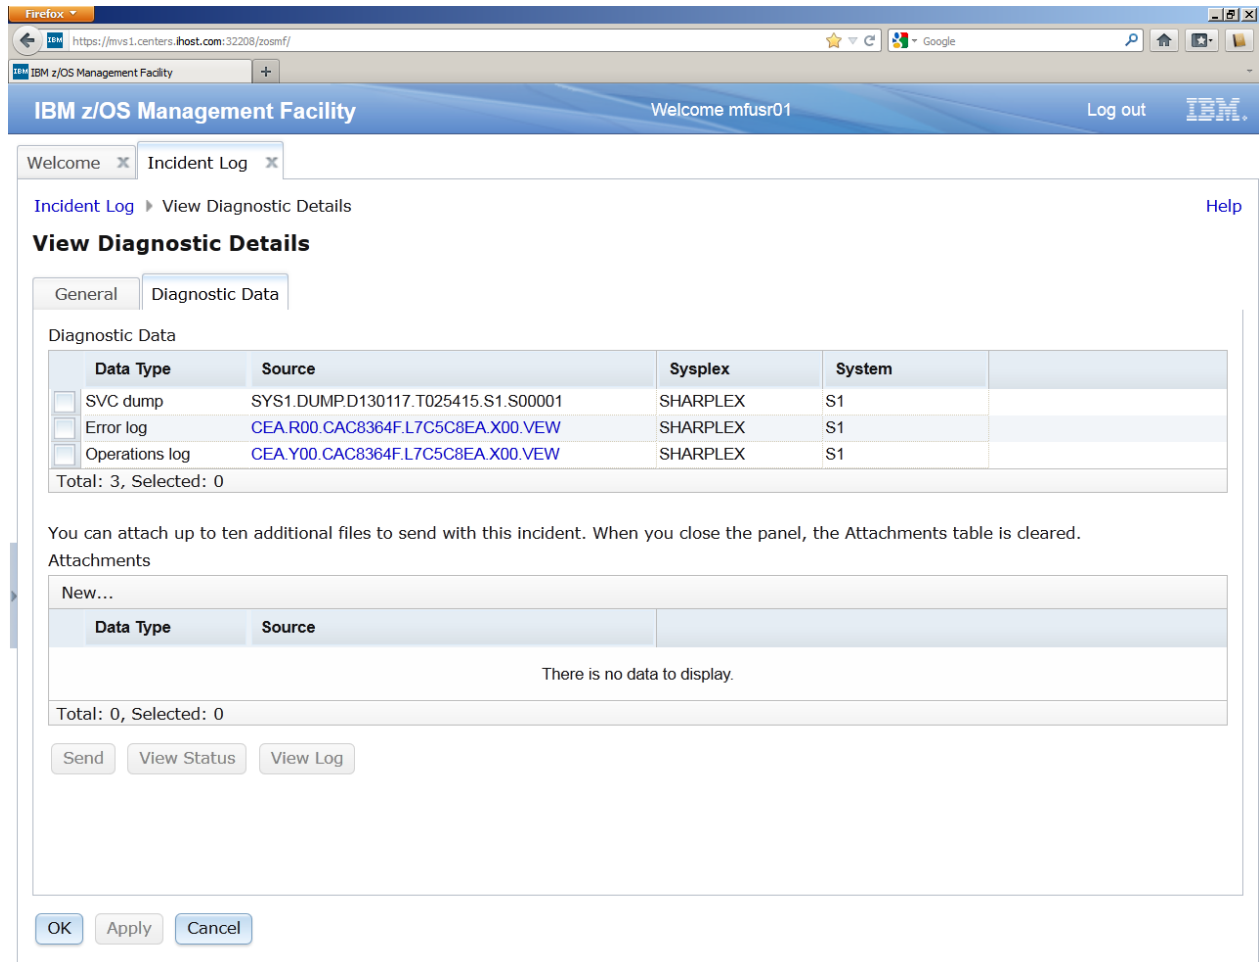 Firefox
IBM https://mvs1.centers.ihost.com:32208/zosmf/ Google
IBM IBM z/OS Management Facility +
IBM z/OS Management Facility Welcome mfusr01 Log out IBM.
Welcome x Incident Log x
Incident Log View Diagnostic Details Help
View Diagnostic Details
General Diagnostic Data
Diagnostic Data
Data Type Source Sysplex System
SVC dump SYS1.DUMP.D130117.T025415.S1.S00001 SHARPLEX S1
Error log CEA.R00.CAC8364F.L7C5C8EA.X00.VEW SHARPLEX S1
Operations log CEA.Y00.CAC8364F.L7C5C8EA.X00.VEW SHARPLEX S1
Total: 3, Selected: 0
You can attach up to ten additional files to send with this incident. When you close the panel, the Attachments table is cleared.
Attachments
New...
Data Type Source
There is no data to display.
Total: 0, Selected: 0
Send View Status View Log
OK Apply Cancel